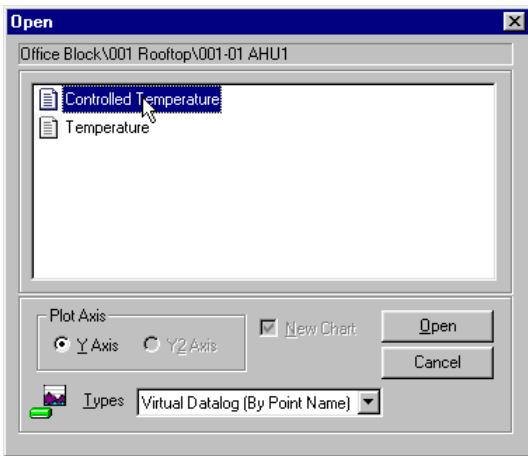 Open
Office Block\001 Rooftop\001-01 AHU1
Controlled Temperature
Temperature
Plot Axis
Y Axis
Y2 Axis
New Chart
Open
Cancel
Types
Virtual Datalog (By Point Name)